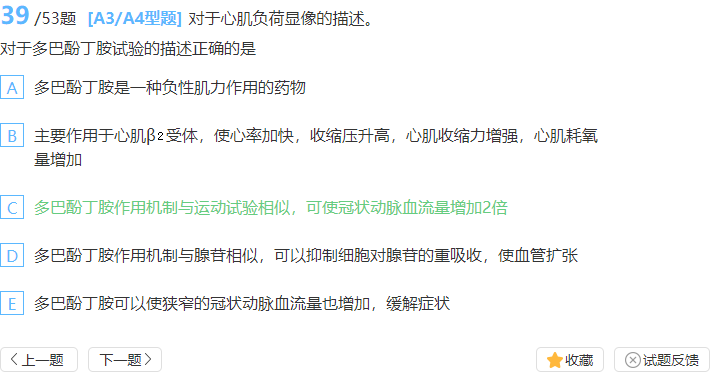 39 /53题 [A3/A4型题] 对于心肌负荷显像的描述。
对于多巴酚丁胺试验的描述正确的是
A 多巴酚丁胺是一种负性肌力作用的药物
B 主要作用于心肌β₂受体，使心率加快，收缩压升高，心肌收缩力增强，心肌耗氧
量增加
C 多巴酚丁胺作用机制与运动试验相似，可使冠状动脉血流量增加2倍
D 多巴酚丁胺作用机制与腺苷相似，可以抑制细胞对腺苷的重吸收，使血管扩张
E 多巴酚丁胺可以使狭窄的冠状动脉血流量也增加，缓解症状
上一题 下一题 收藏 试题反馈